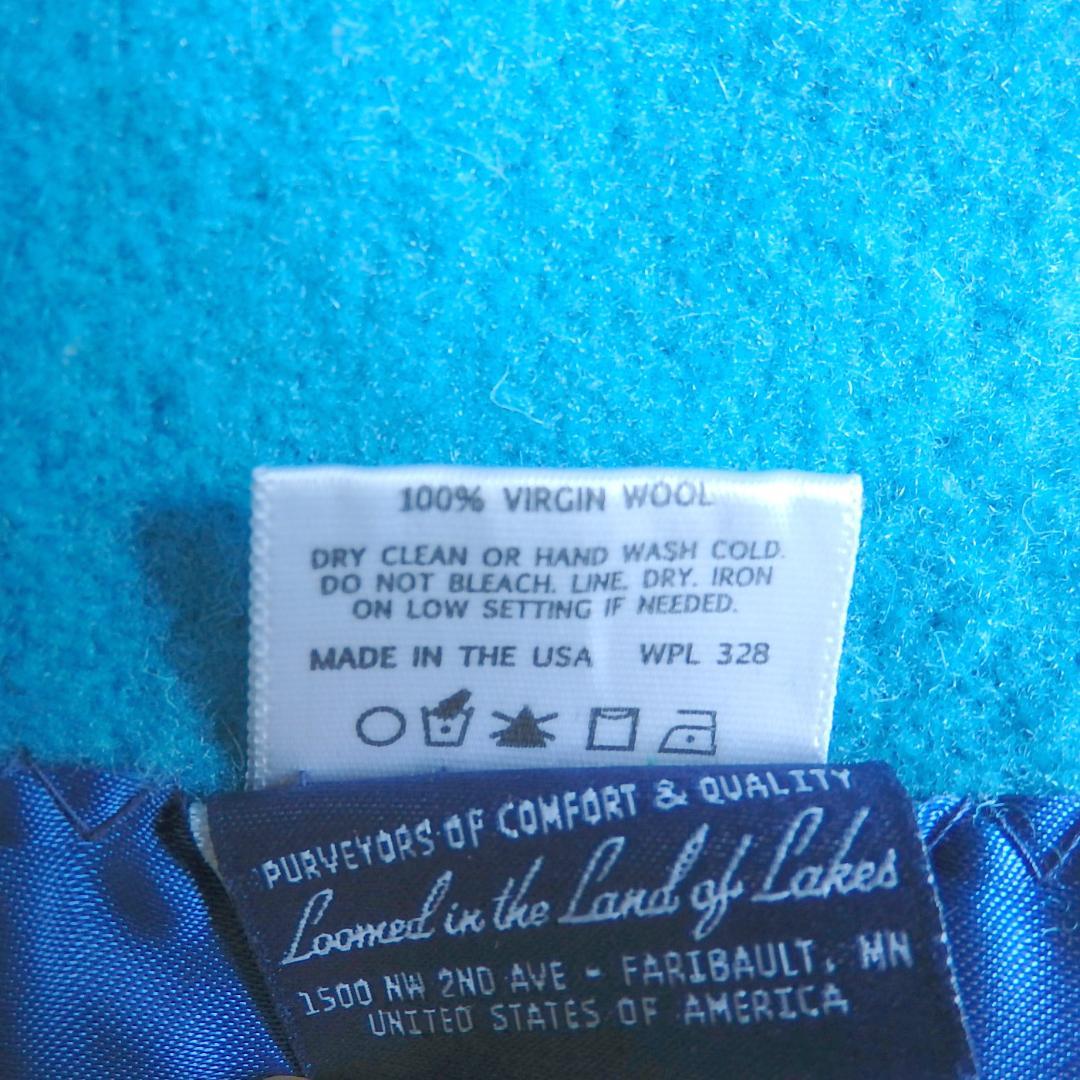 100% VIRGIN WOOL
DRY CLEAN OR HAND WASH COLD.
DO NOT BLEACH. LINE. DRY. IRON
ON LOW SETTING IF NEEDED.
MADE IN THE USA WPL 328
PURVEYORS OF COMFORT & QUALITY
Loomed in the Land of Lakes
1500 NW 2ND AVE - FARIBAULT, MN
UNITED STATES OF AMERICA